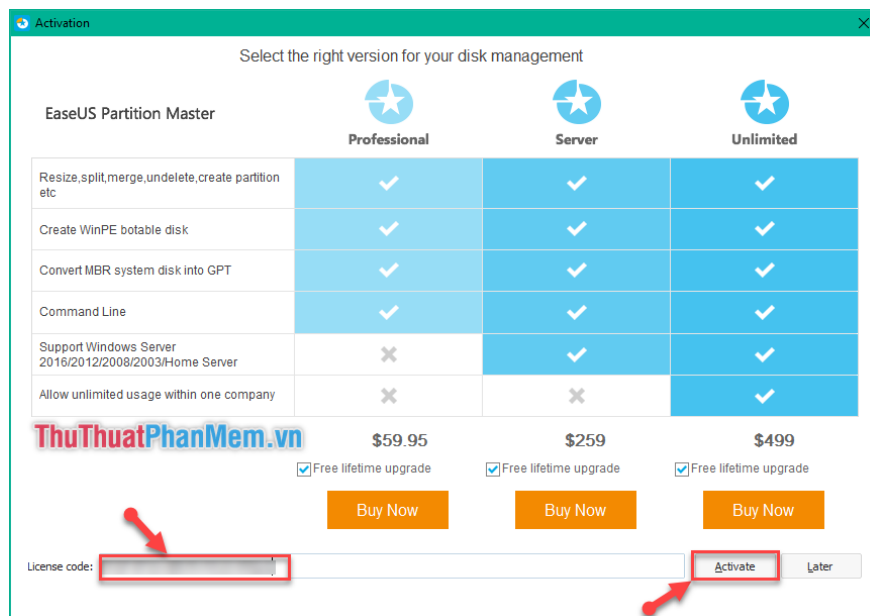 Activation
Select the right version for your disk management
EaseUS Partition Master
Professional
Server
Unlimited
Resize,split,merge,undelete,create partition
etc
Create WinPE botable disk
Convert MBR system disk into GPT
Command Line
Support Windows Server
2016/2012/2008/2003/Home Server
Allow unlimited usage within one company
ThuThuatPhanMem.vn
$59.95
$259
$499
Free lifetime upgrade
Free lifetime upgrade
Free lifetime upgrade
Buy Now
Buy Now
Buy Now
License code:
Activate
Later